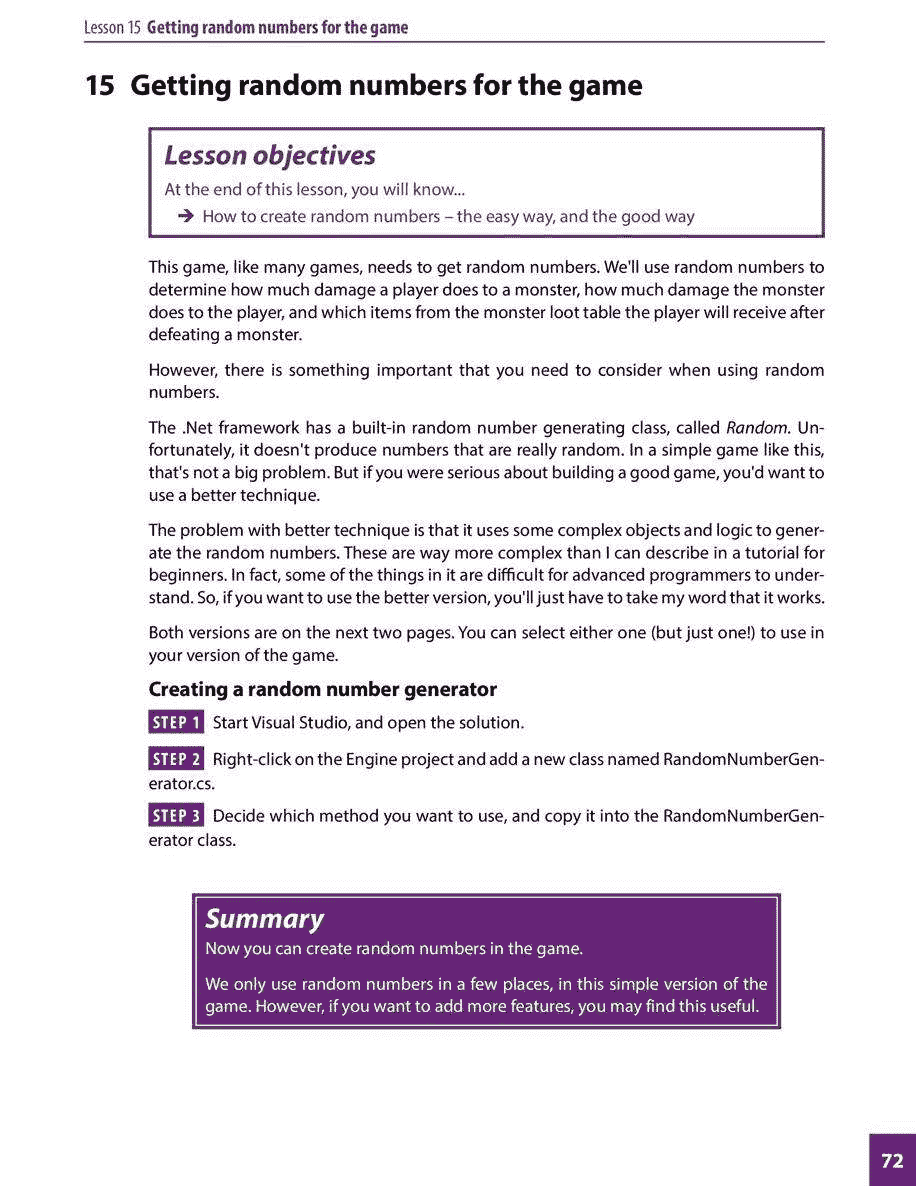 Lesson 15 Getting random numbers for the game
15 Getting random numbers for the game
Lesson objectives
At the end of this lesson, you will know...
➔ How to create random numbers – the easy way, and the good way
This game, like many games, needs to get random numbers. We'll use random numbers to
determine how much damage a player does to a monster, how much damage the monster
does to the player, and which items from the monster loot table the player will receive after
defeating a monster.
However, there is something important that you need to consider when using random
numbers.
The .Net framework has a built-in random number generating class, called Random. Un-
fortunately, it doesn't produce numbers that are really random. In a simple game like this,
that's not a big problem. But if you were serious about building a good game, you'd want to
use a better technique.
The problem with better technique is that it uses some complex objects and logic to gener-
ate the random numbers. These are way more complex than I can describe in a tutorial for
beginners. In fact, some of the things in it are difficult for advanced programmers to under-
stand. So, if you want to use the better version, you'll just have to take my word that it works.
Both versions are on the next two pages. You can select either one (but just one!) to use in
your version of the game.
Creating a random number generator
STEP 1 Start Visual Studio, and open the solution.
STEP 2 Right-click on the Engine project and add a new class named RandomNumberGen-
erator.cs.
STEP 3 Decide which method you want to use, and copy it into the RandomNumberGen-
erator class.
Summary
Now you can create random numbers in the game.
We only use random numbers in a few places, in this simple version of the
game. However, if you want to add more features, you may find this useful.
72